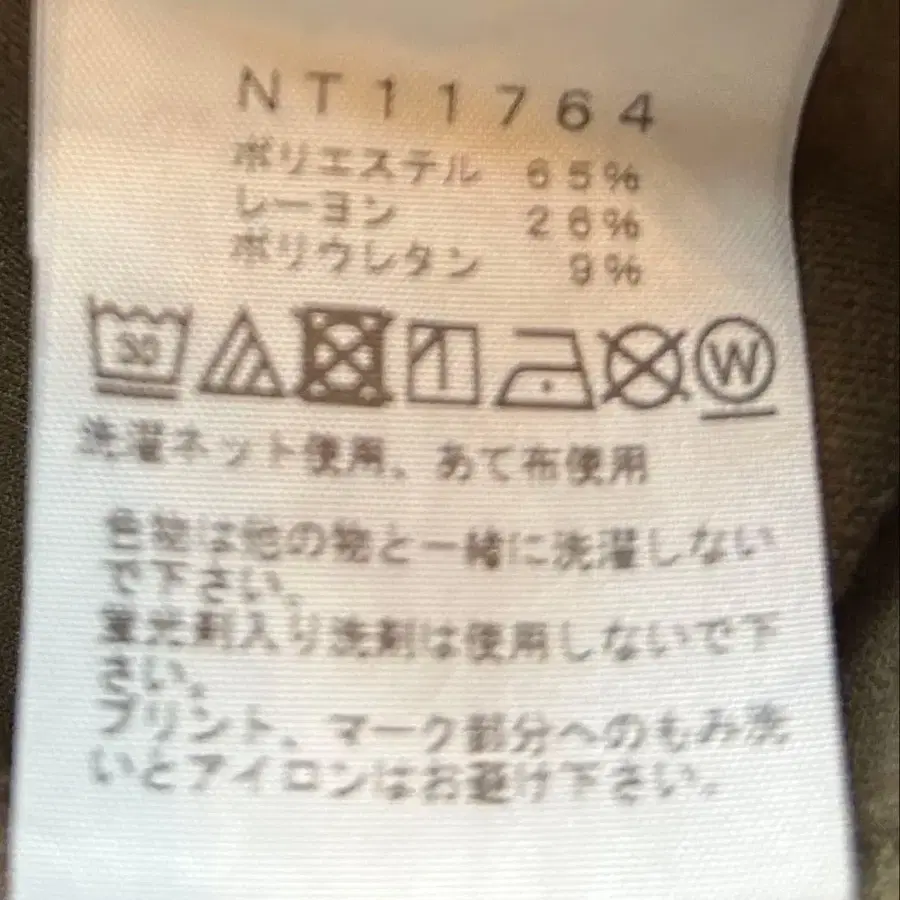 NT11764
ポリエステル 65%
レーヨン 26%
ポリウレタン 9%
30
W
洗濯ネット使用、あて布使用
色物は他の物と一緒に洗濯しない
で下さい。
蛍光剤入り洗剤は使用しないで下
さい。
プリント、マーク部分へのもみ洗
いとアイロンはお避け下さい。